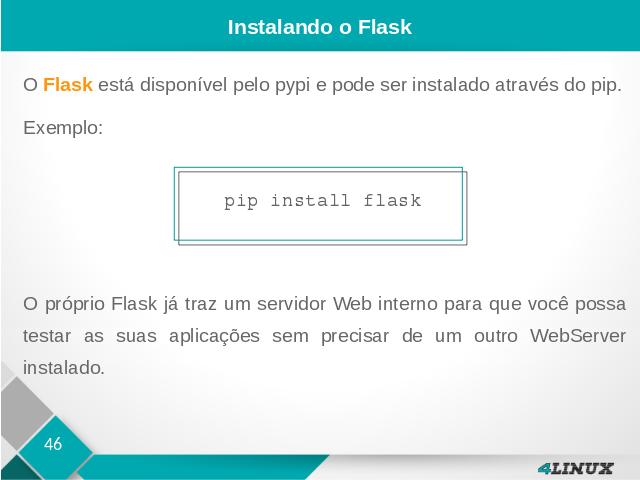 Instalando o Flask
O Flask está disponível pelo pypi e pode ser instalado através do pip.
Exemplo:
pip install flask
O próprio Flask já traz um servidor Web interno para que você possa
testar as suas aplicações sem precisar de um outro WebServer
instalado.
46
4LINUX